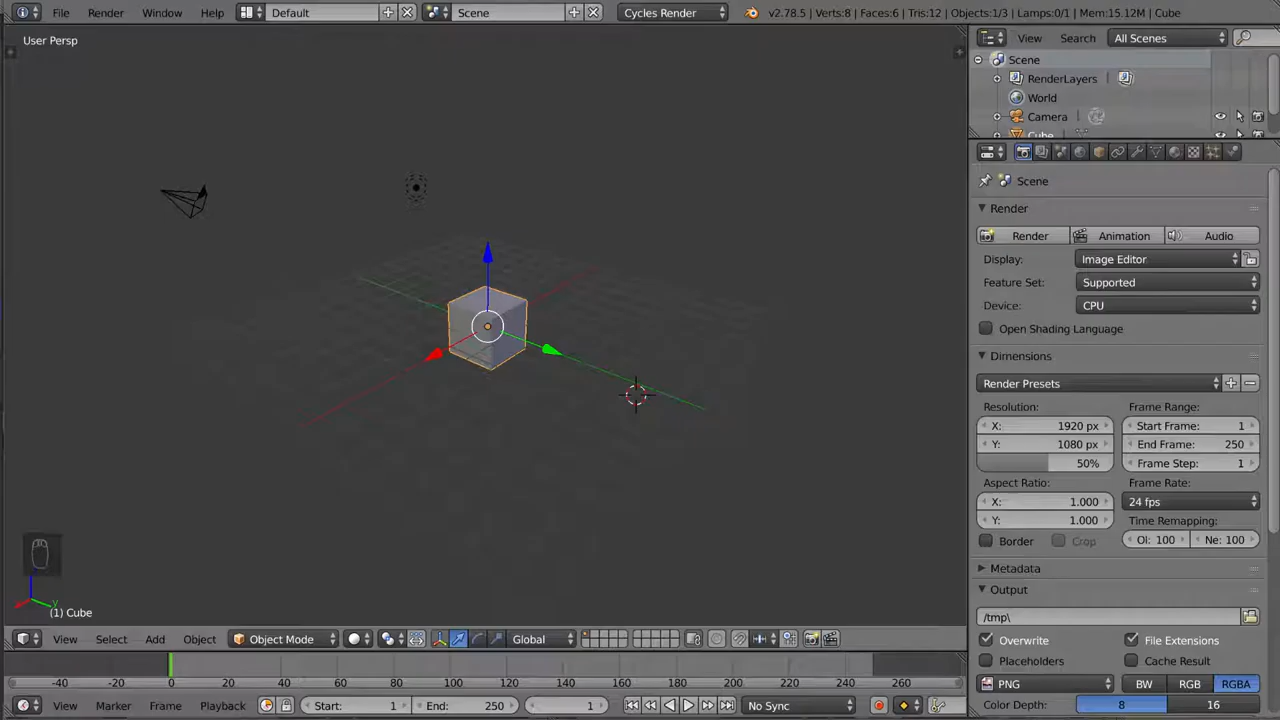 File Render Window Help Default Scene Cycles Render v2.78.5 | Verts:8 | Faces:6 | Tris:12 | Objects:1/3 | Lamps:0/1 | Mem:15.12M | Cube
User Persp
(1) Cube
View Select Add Object Object Mode Global
-40 -20 0 20 40 60 80 100 120 140 160 180 200 220 240 260
View Marker Frame Playback Start: 1 End: 250 1 No Sync
View Search All Scenes
Scene
RenderLayers |
World
Camera |
Cube |
Scene
Render
Render Animation Audio
Display: Image Editor
Feature Set: Supported
Device: CPU
Open Shading Language
Dimensions
Render Presets
Resolution: Frame Range:
X: 1920 px Start Frame: 1
Y: 1080 px End Frame: 250
50% Frame Step: 1
Aspect Ratio: Frame Rate:
X: 1.000 24 fps
Y: 1.000 Time Remapping:
Border Crop Ol: 100 Ne: 100
Metadata
Output
/tmp\
Overwrite File Extensions
Placeholders Cache Result
PNG BW RGB RGBA
Color Depth: 8 16